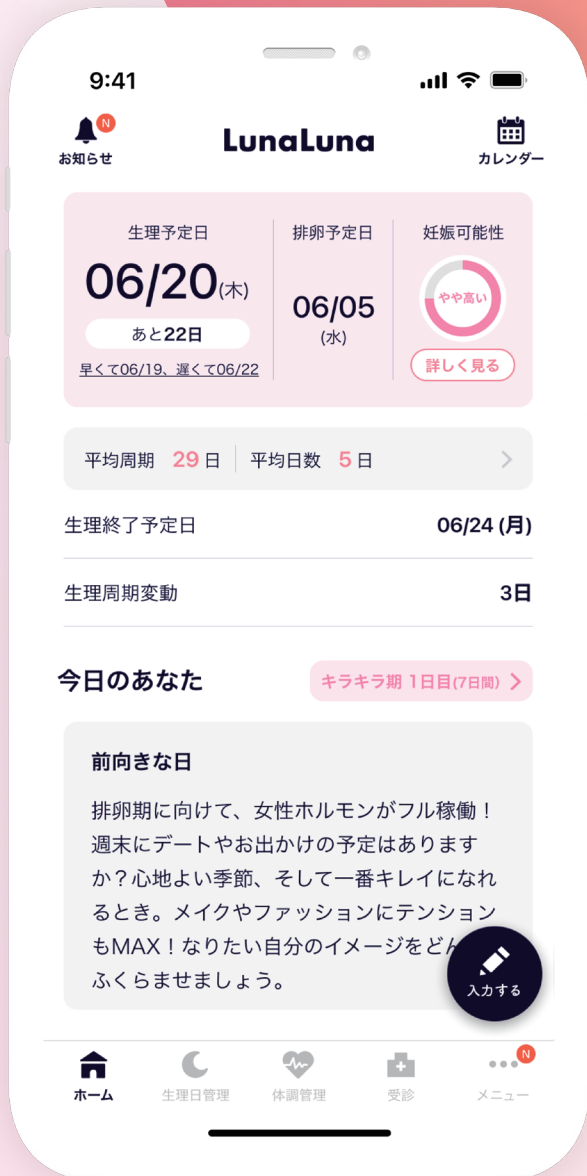 9:41
N
お知らせ
LunaLuna
カレンダー
生理予定日
06/20(木)
あと22日
早くて06/19、遅くて06/22
排卵予定日
06/05
(水)
妊娠可能性
やや高い
詳しく見る
平均周期 29日 平均日数 5日
生理終了予定日 06/24 (月)
生理周期変動 3日
今日のあなた
キラキラ期 1日目(7日間)
前向きな日
排卵期に向けて、女性ホルモンがフル稼働！
週末にデートやお出かけの予定はあります
か？心地よい季節、そして一番キレイになれ
るとき。メイクやファッションにテンション
もMAX！なりたい自分のイメージをど
ふくらませましょう。
入力する
ホーム
生理日管理
体調管理
受診
N
メニュー